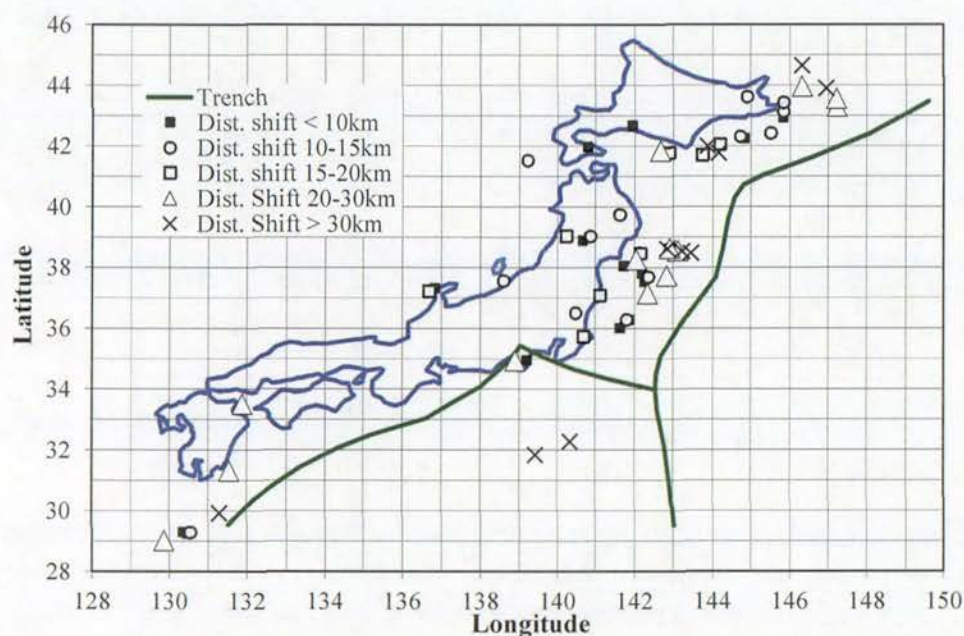 46
44
42
40
38
36
34
32
30
28
Latitude
Trench
Dist. shift < 10km
Dist. shift 10-15km
Dist. shift 15-20km
Dist. Shift 20-30km
Dist. Shift > 30km
128 130 132 134 136 138 140 142 144 146 148 150
Longitude